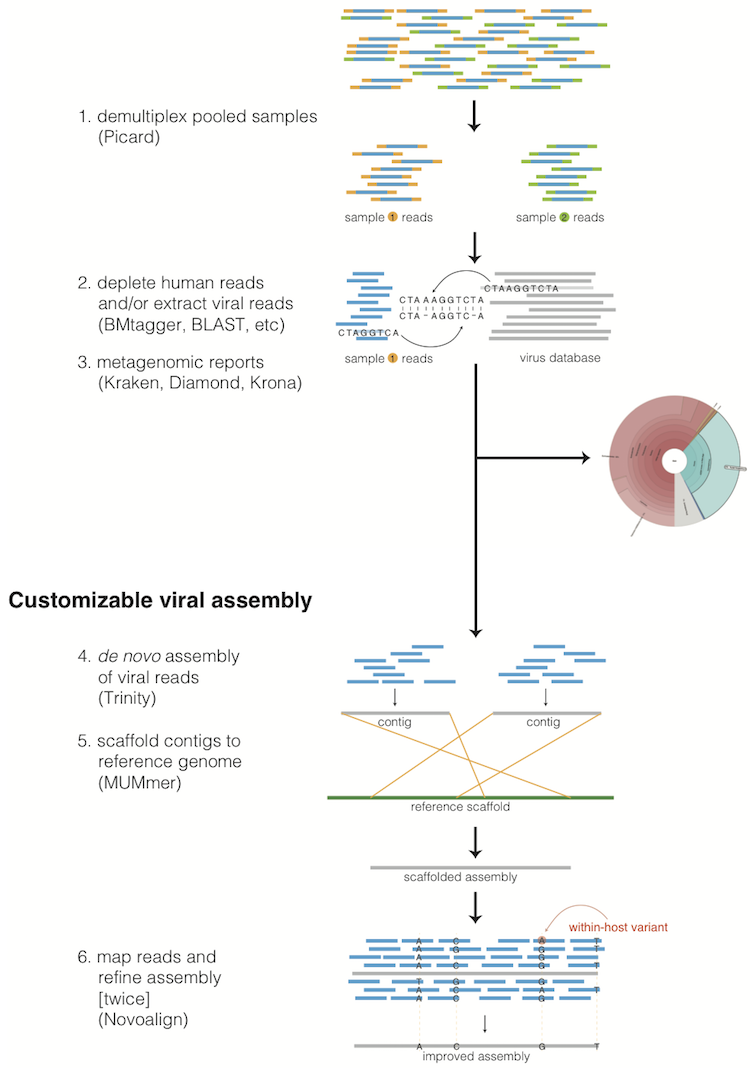 1. demultiplex pooled samples
(Picard)
sample 1 reads
sample 2 reads
2. deplete human reads
and/or extract viral reads
(BMtagger, BLAST, etc)
CTAAGGTCTA
CTAAAGGTCTA
CTA-AGGTC-A
CTAGGTCA
sample 1 reads
virus database
3. metagenomic reports
(Kraken, Diamond, Krona)
Customizable viral assembly
4. de novo assembly
of viral reads
(Trinity)
contig
contig
5. scaffold contigs to
reference genome
(MUMmer)
reference scaffold
scaffolded assembly
within-host variant
6. map reads and
refine assembly
[twice]
(Novoalign)
A C A T
A G G T
A C G
A C G T
T G G
A C A T
A C G
A C G T
improved assembly